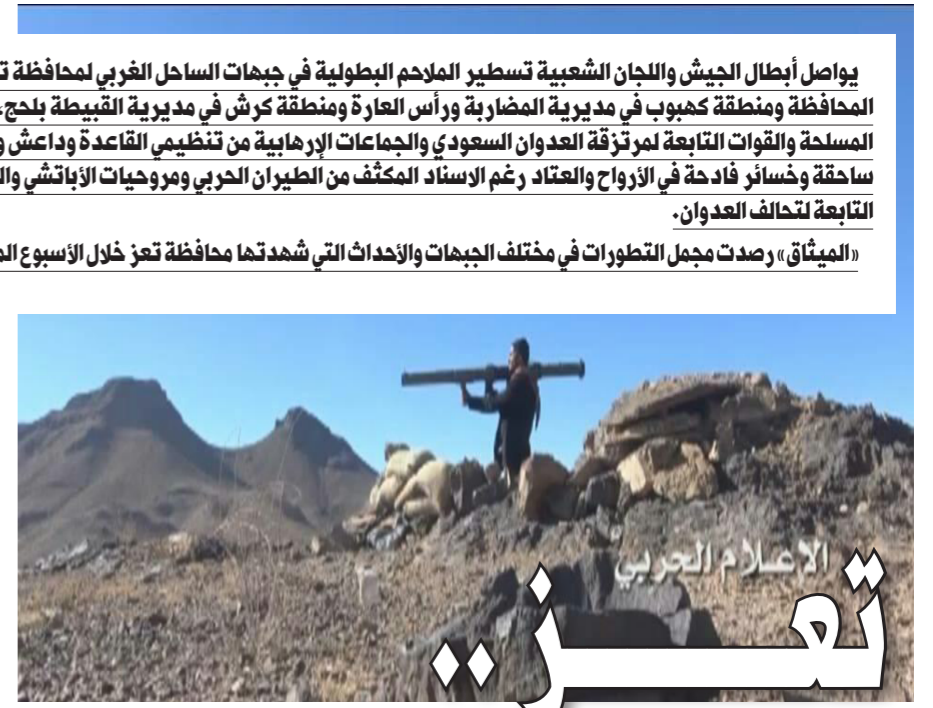 يواصل أبطال الجيش واللجان الشعبية تسطير الملاحم البطولية في جبهات الساحل الغربي لمحافظة
المحافظة ومنطقة كهبوب في مديرية المضاربة ورأس العارة ومنطقة كرش في مديرية القبيطة بلحج،
المسلحة والقوات التابعة لمرتزقة العدوان السعودي والجماعات الإرهابية من تنظيمي القاعدة وداعش
ساحقة وخسائر فادحة في الأرواح والعتاد رغم الاسناد المكثف من الطيران الحربي ومروحيات الأباتشي
التابعة لتحالف العدوان.
«الميثاق» رصدت مجمل التطورات في مختلف الجبهات والأحداث التي شهدتها محافظة تعز خلال الأسبوع
الإعلام الحربي
تعـــز..